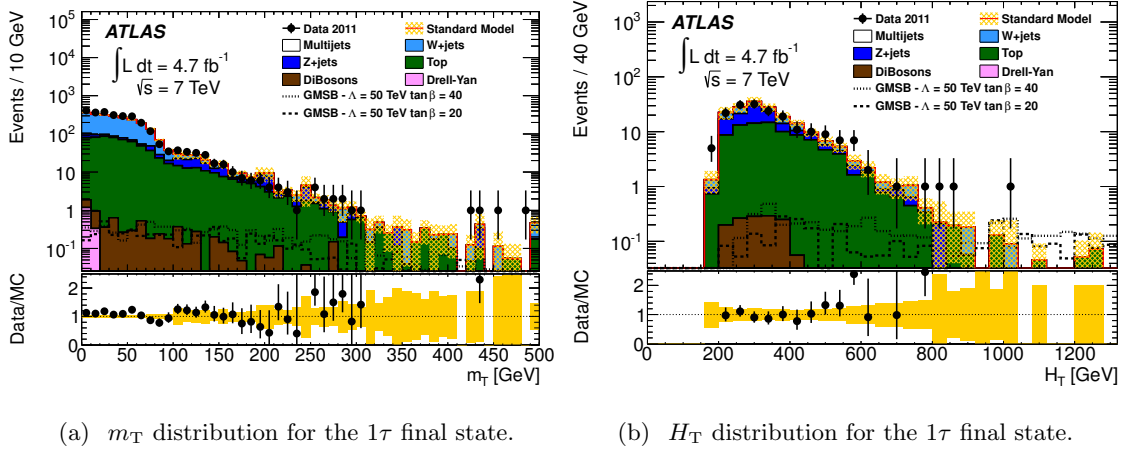 ATLAS
∫L dt = 4.7 fb⁻¹
√s = 7 TeV
Data 2011
Standard Model
Multijets
W+jets
Z+jets
Top
DiBosons
Drell-Yan
GMSB - Λ = 50 TeV tan β = 40
GMSB - Λ = 50 TeV tan β = 20
Events / 10 GeV
10⁵
10⁴
10³
10²
10
1
10⁻¹
Data/MC
2
1
0
0 50 100 150 200 250 300 350 400 450 500
m_T [GeV]
(a) m_T distribution for the 1τ final state.
ATLAS
∫L dt = 4.7 fb⁻¹
√s = 7 TeV
Data 2011
Standard Model
Multijets
W+jets
Z+jets
Top
DiBosons
Drell-Yan
GMSB - Λ = 50 TeV tan β = 40
GMSB - Λ = 50 TeV tan β = 20
Events / 40 GeV
10³
10²
10
1
10⁻¹
Data/MC
2
1
0
0 200 400 600 800 1000 1200
H_T [GeV]
(b) H_T distribution for the 1τ final state.